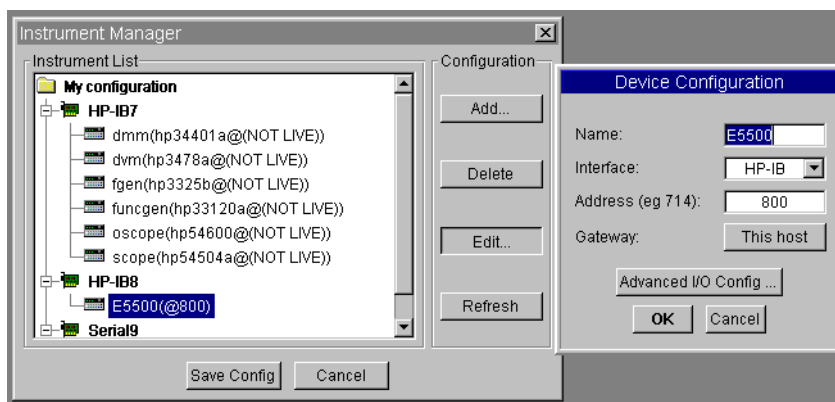 Instrument Manager
Instrument List
My configuration
HP-IB7
dmm(hp34401a@(NOT LIVE))
dvm(hp3478a@(NOT LIVE))
fgen(hp3325b@(NOT LIVE))
funcgen(hp33120a@(NOT LIVE))
oscope(hp54600@(NOT LIVE))
scope(hp54504a@(NOT LIVE))
HP-IB8
E5500(@800)
Serial9
Save Config
Cancel
Configuration
Add...
Delete
Edit...
Refresh
Device Configuration
Name: E5500
Interface: HP-IB
Address (eg 714): 800
Gateway: This host
Advanced I/O Config ...
OK Cancel